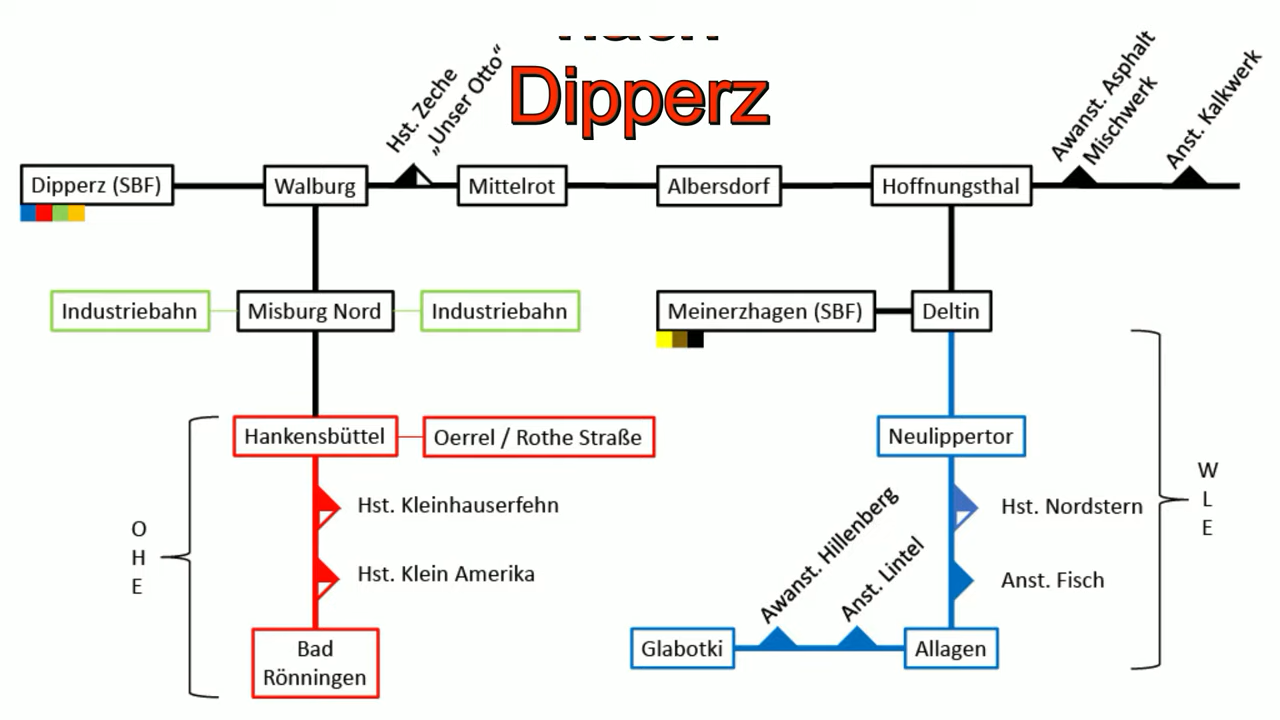 Dipperz
Hst. Zeche
„Unser Otto“
Awanst. Asphalt
Mischwerk
Anst. Kalkwerk
Dipperz (SBF)
Walburg
Mittelrot
Albersdorf
Hoffnungsthal
Industriebahn
Misburg Nord
Industriebahn
Meinerzhagen (SBF)
Deltin
Hankensbüttel
Oerrel / Rothe Straße
Neulippertor
O
H
E
Hst. Kleinhauserfehn
Hst. Klein Amerika
Bad
Rönningen
Awanst. Hillenberg
Anst. Lintel
Hst. Nordstern
Anst. Fisch
W
L
E
Glabotki
Allagen